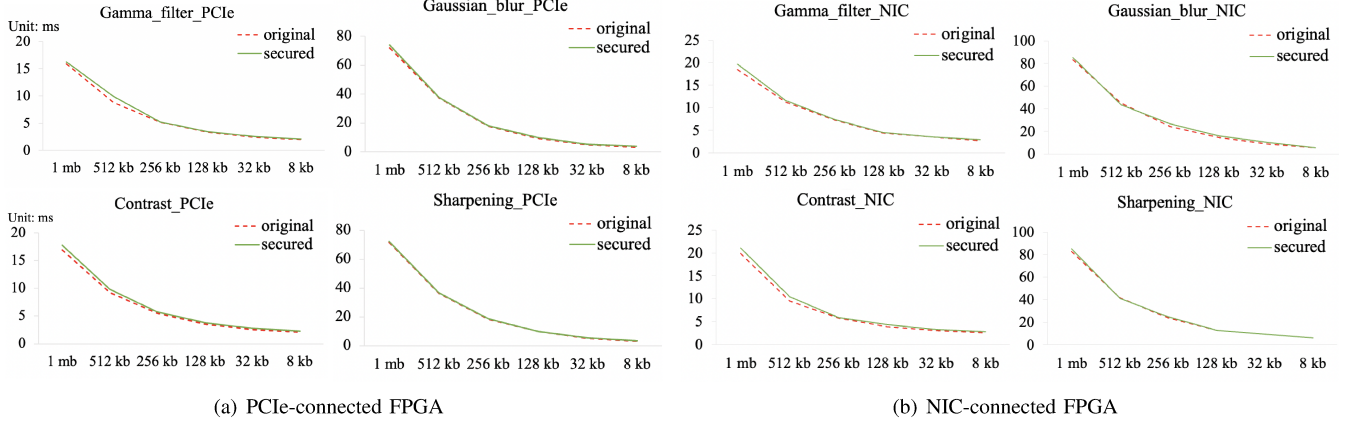 Gamma_filter_PCIe
Unit: ms
original
secured
20
15
10
5
0
1 mb 512 kb 256 kb 128 kb 32 kb 8 kb
Gaussian_blur_PCIe
original
secured
80
60
40
20
0
1 mb 512 kb 256 kb 128 kb 32 kb 8 kb
Contrast_PCIe
Unit: ms
original
secured
20
15
10
5
0
1 mb 512 kb 256 kb 128 kb 32 kb 8 kb
Sharpening_PCIe
original
secured
80
60
40
20
0
1 mb 512 kb 256 kb 128 kb 32 kb 8 kb
(a) PCIe-connected FPGA
Gamma_filter_NIC
original
secured
25
20
15
10
5
0
1 mb 512 kb 256 kb 128 kb 32 kb 8 kb
Gaussian_blur_NIC
original
secured
100
80
60
40
20
0
1 mb 512 kb 256 kb 128 kb 32 kb 8 kb
Contrast_NIC
original
secured
25
20
15
10
5
0
1 mb 512 kb 256 kb 128 kb 32 kb 8 kb
Sharpening_NIC
original
secured
100
80
60
40
20
0
1 mb 512 kb 256 kb 128 kb 32 kb 8 kb
(b) NIC-connected FPGA